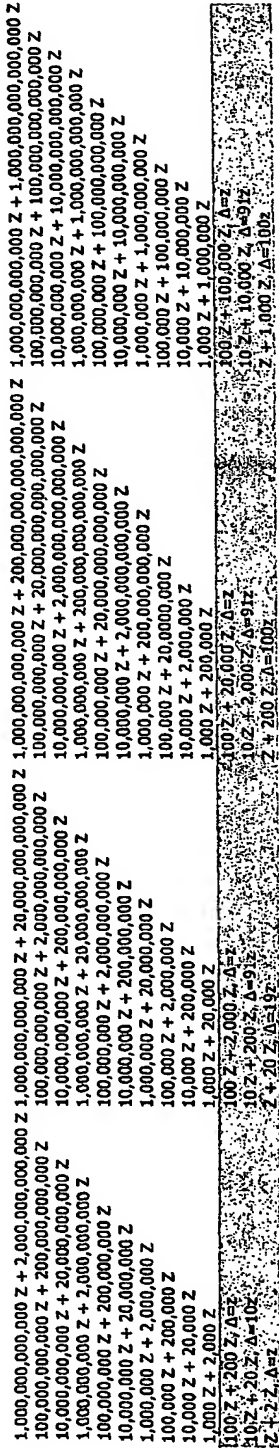 1,000,000,000,000 Z + 2,000,000,000,000 Z
100,000,000,000 Z + 200,000,000,000 Z
10,000,000,000 Z + 20,000,000,000 Z
1,000,000,000 Z + 2,000,000,000 Z
100,000,000 Z + 200,000,000 Z
10,000,000 Z + 20,000,000 Z
1,000,000 Z + 2,000,000 Z
100,000 Z + 200,000 Z
10,000 Z + 20,000 Z
1,000 Z + 2,000 Z
100 Z + 200 Z, Δ=z
10 Z + 20 Z, Δ=10z
Z + 2 Z, Δ=z
1,000,000,000,000 Z + 20,000,000,000,000 Z
100,000,000,000 Z + 2,000,000,000,000 Z
10,000,000,000 Z + 200,000,000,000 Z
1,000,000,000 Z + 20,000,000,000 Z
100,000,000 Z + 2,000,000,000 Z
10,000,000 Z + 200,000,000 Z
1,000,000 Z + 20,000,000 Z
100,000 Z + 2,000,000 Z
10,000 Z + 200,000 Z
1,000 Z + 20,000 Z
100 Z + 2,000 Z, Δ=z
10 Z + 200 Z,
Z + 20 Z, Δ=19z
1,000,000,000,000 Z + 200,000,000,000,000 Z
100,000,000,000 Z + 20,000,000,000,000 Z
10,000,000,000 Z + 2,000,000,000,000 Z
1,000,000,000 Z + 200,000,000,000,000 Z
100,000,000 Z + 20,000,000,000,000 Z
10,000,000 Z + 2,000,000,000,000 Z
1,000,000 Z + 200,000,000,000 Z
100,000 Z + 20,000,000 Z
10,000 Z + 2,000,000 Z
1,000 Z + 200,000 Z
100 Z + 20,000 Z, Δ=z
10 Z + 2,000 Z, Δ=91z
Z + 200 Z, Δ=100z
1,000,000,000,000 Z + 1,000,000,000,000,000 Z
100,000,000,000 Z + 100,000,000,000,000 Z
10,000,000,000 Z + 10,000,000,000,000 Z
1,000,000,000 Z + 1,000,000,000,000 Z
100,000,000 Z + 100,000,000,000 Z
10,000,000 Z + 10,000,000,000 Z
1,000,000 Z + 1,000,000,000 Z
100,000 Z + 100,000,000 Z
10,000 Z + 10,000,000 Z
1,000 Z + 1,000,000 Z
100 Z + 100,000 Z, Δ=z
10 Z + 10,000 Z, Δ=91z
Z + 1,000 Z, Δ=100z